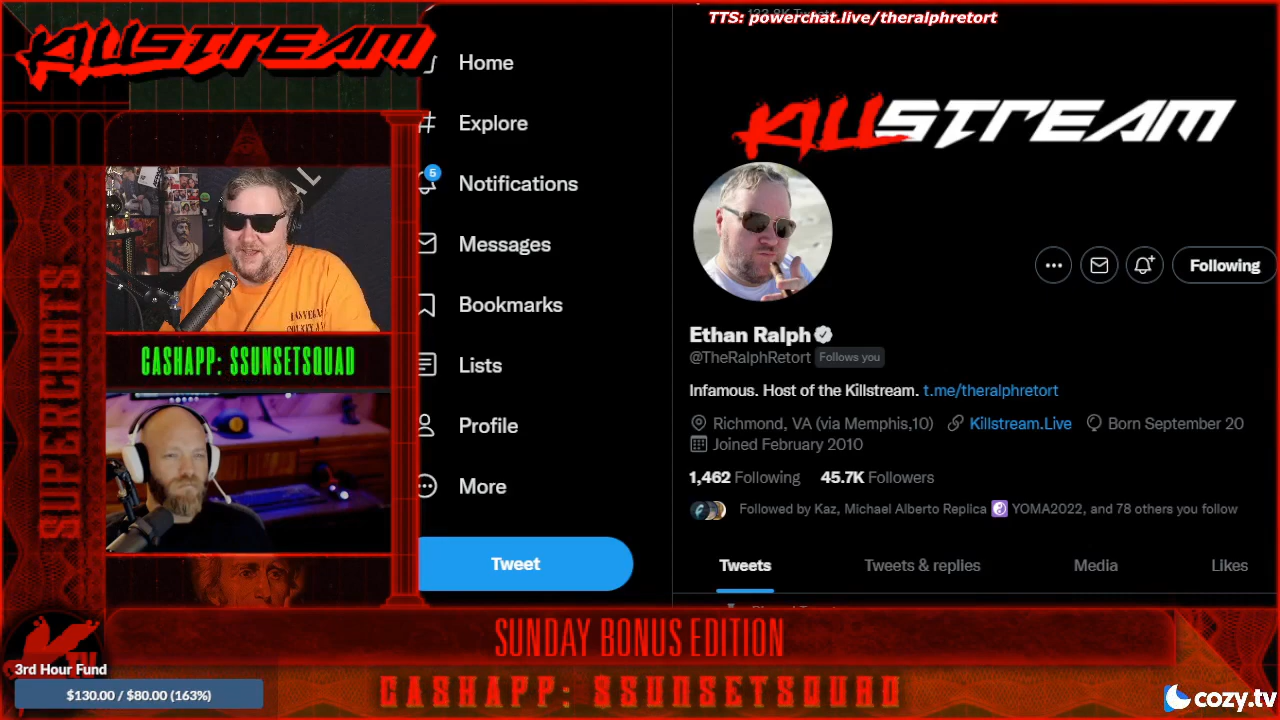 TTS: powerchat.live/theralphretort
KILLSTREAM
Home
Explore
6
Notifications
Messages
Bookmarks
Lists
Profile
More
Tweet
KILLSTREAM
Following
Ethan Ralph
@TheRalphRetort Follows you
Infamous. Host of the Killstream. t.me/theralphretort
Richmond, VA (via Memphis,10) Killstream.Live Born September 20
Joined February 2010
1,462 Following 45.7K Followers
Followed by Kaz, Michael Alberto Replica ☯ YOMA2022, and 78 others you follow
Tweets Tweets & replies Media Likes
SUPERCHATS
CASHAPP: $SUNSETSQUAD
SUNDAY BONUS EDITION
CASHAPP: $SUNSETSQUAD
3rd Hour Fund
$130.00 / $80.00 (163%)
cozy.tv